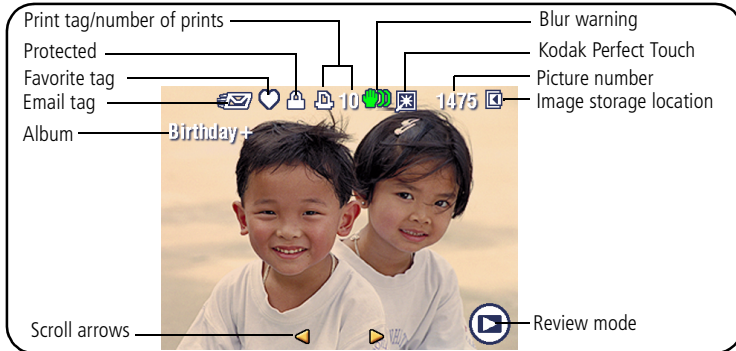 Print tag/number of prints
Protected
Favorite tag
Email tag
Album
Scroll arrows
10
1475
Birthday+
Blur warning
Kodak Perfect Touch
Picture number
Image storage location
Review mode